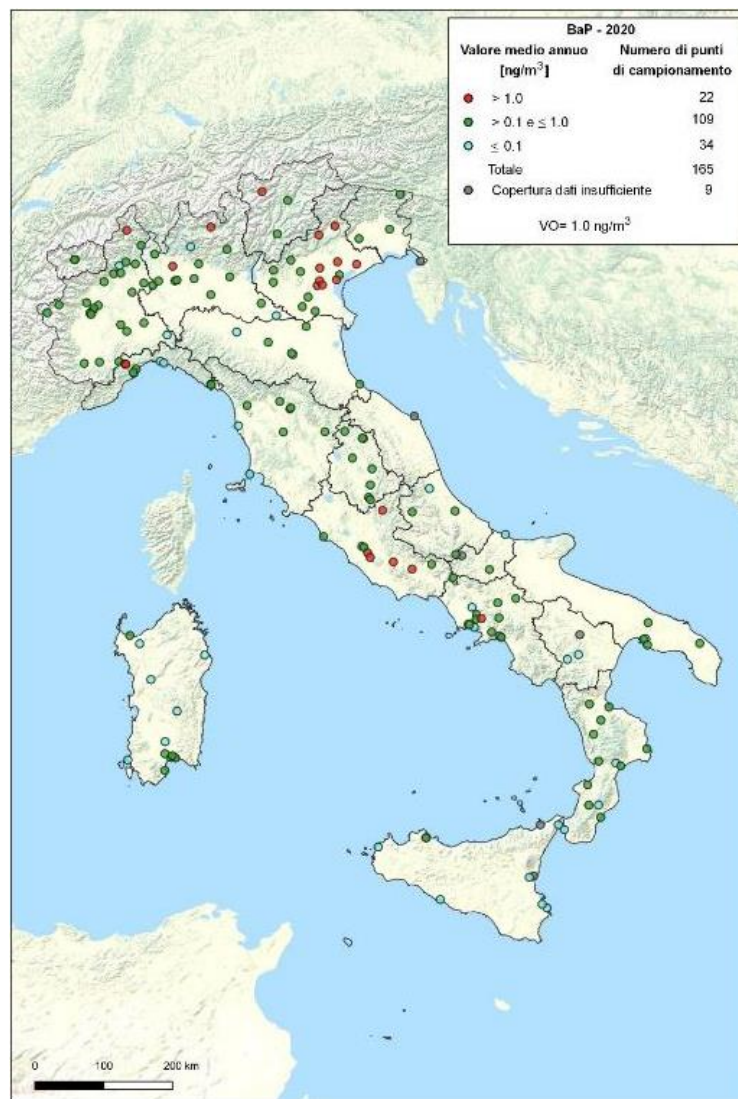 BaP - 2020
Valore medio annuo Numero di punti
[ng/m³] di campionamento
> 1.0 22
> 0.1 e ≤ 1.0 109
≤ 0.1 34
Totale 165
Copertura dati insufficiente 9
VO= 1.0 ng/m³
0 100 200 km